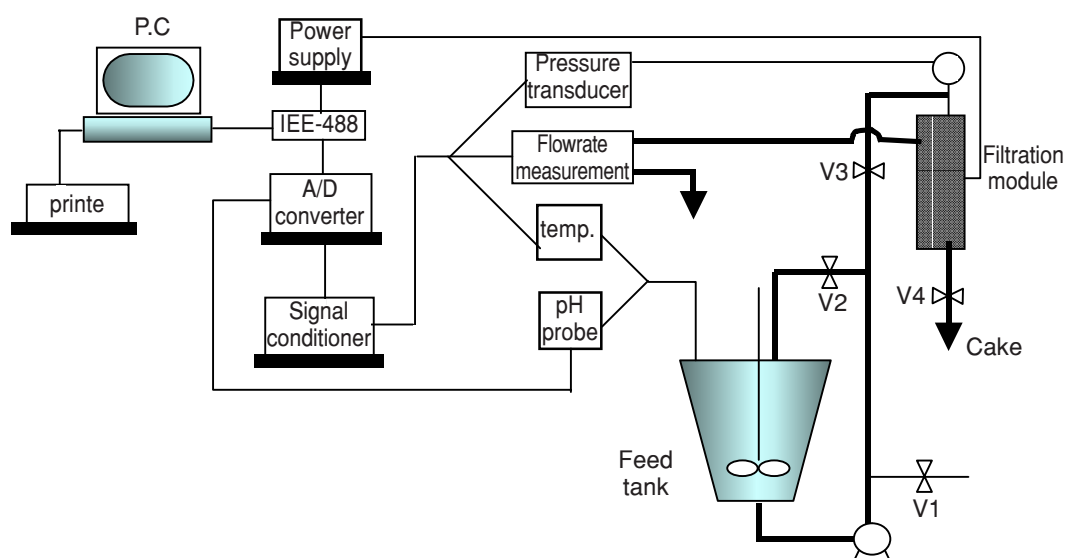 P.C
Power
supply
Pressure
transducer
IEE-488
Flowrate
measurement
V3
Filtration
module
printe
A/D
converter
temp.
V2
V4
Signal
conditioner
pH
probe
Cake
Feed
tank
V1